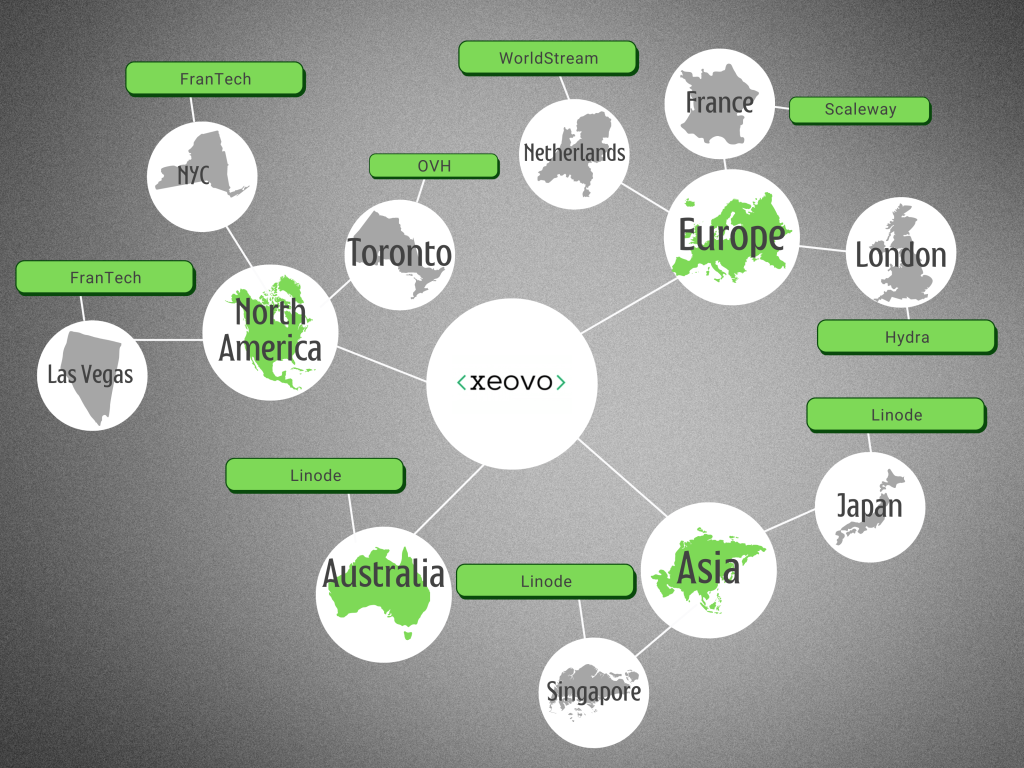 WorldStream
FranTech
France
Scaleway
Netherlands
OVH
NYC
Europe
Toronto
London
FranTech
North
America
Hydra
Las Vegas
<xeovo>
Linode
Linode
Japan
Australia
Linode
Asia
Singapore